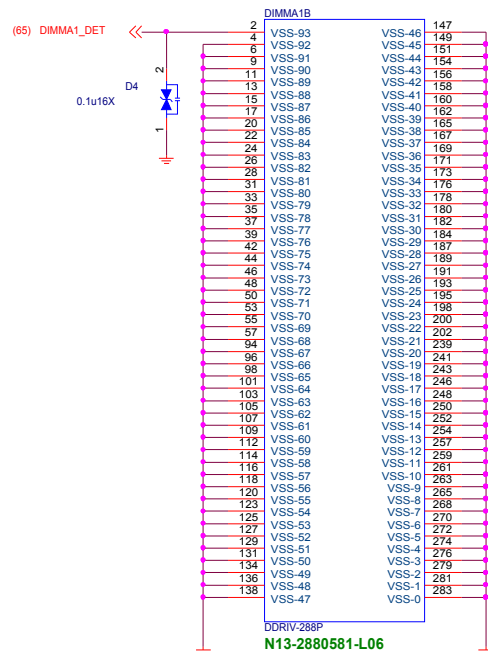 DIMMA1B
(65) DIMMA1_DET 2 VSS-93 VSS-46 147
4 VSS-92 VSS-45 149
6 VSS-91 VSS-44 151
9 VSS-90 VSS-43 154
11 VSS-89 VSS-42 156
13 VSS-88 VSS-41 158
15 VSS-87 VSS-40 160
17 VSS-86 VSS-39 162
20 VSS-85 VSS-38 165
22 VSS-84 VSS-37 167
24 VSS-83 VSS-36 169
26 VSS-82 VSS-35 171
28 VSS-81 VSS-34 173
31 VSS-80 VSS-33 176
33 VSS-79 VSS-32 178
35 VSS-78 VSS-31 180
37 VSS-77 VSS-30 182
39 VSS-76 VSS-29 184
42 VSS-75 VSS-28 187
44 VSS-74 VSS-27 189
46 VSS-73 VSS-26 191
48 VSS-72 VSS-25 193
50 VSS-71 VSS-24 195
53 VSS-70 VSS-23 198
55 VSS-69 VSS-22 200
57 VSS-68 VSS-21 202
94 VSS-67 VSS-20 239
96 VSS-66 VSS-19 241
98 VSS-65 VSS-18 243
101 VSS-64 VSS-17 246
103 VSS-63 VSS-16 248
105 VSS-62 VSS-15 250
107 VSS-61 VSS-14 252
109 VSS-60 VSS-13 254
112 VSS-59 VSS-12 257
114 VSS-58 VSS-11 259
116 VSS-57 VSS-10 261
118 VSS-56 VSS-9 263
120 VSS-55 VSS-8 265
123 VSS-54 VSS-7 268
125 VSS-53 VSS-6 270
127 VSS-52 VSS-5 272
129 VSS-51 VSS-4 274
131 VSS-50 VSS-3 276
134 VSS-49 VSS-2 279
136 VSS-48 VSS-1 281
138 VSS-47 VSS-0 283
2
D4
0.1u16X
1
DDRIV-288P
N13-2880581-L06